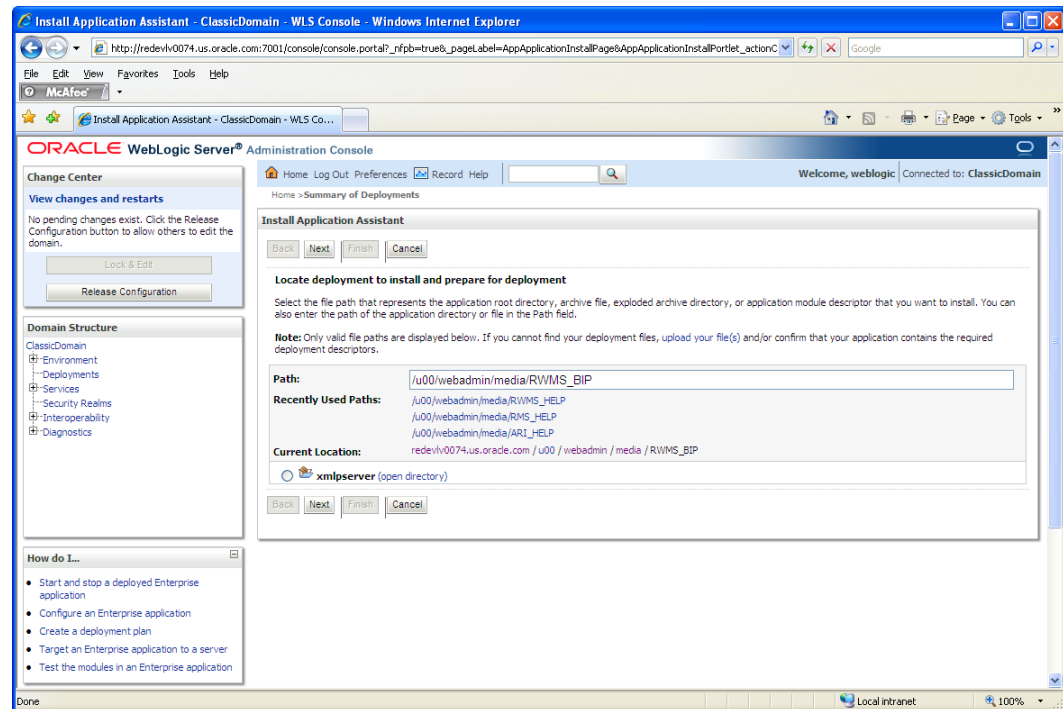 Install Application Assistant - ClassicDomain - WLS Console - Windows Internet Explorer
http://redevlv0074.us.oracle.com:7001/console/console.portal?_nfpb=true&_pageLabel=AppApplicationInstallPage&AppApplicationInstallPortlet_actionC
Google
File Edit View Favorites Tools Help
McAfee
Install Application Assistant - ClassicDomain - WLS Co...
Page Tools »
ORACLE WebLogic Server® Administration Console
Change Center
View changes and restarts
No pending changes exist. Click the Release
Configuration button to allow others to edit the
domain.
Lock & Edit
Release Configuration
Domain Structure
ClassicDomain
Environment
Deployments
Services
Security Realms
Interoperability
Diagnostics
How do I...
Start and stop a deployed Enterprise
application
Configure an Enterprise application
Create a deployment plan
Target an Enterprise application to a server
Test the modules in an Enterprise application
Home Log Out Preferences Record Help
Welcome, weblogic Connected to: ClassicDomain
Home >Summary of Deployments
Install Application Assistant
Back Next Finish Cancel
Locate deployment to install and prepare for deployment
Select the file path that represents the application root directory, archive file, exploded archive directory, or application module descriptor that you want to install. You can
also enter the path of the application directory or file in the Path field.
Note: Only valid file paths are displayed below. If you cannot find your deployment files, upload your file(s) and/or confirm that your application contains the required
deployment descriptors.
Path: /u00/webadmin/media/RWMS_BIP
Recently Used Paths: /u00/webadmin/media/RWMS_HELP
/u00/webadmin/media/RMS_HELP
/u00/webadmin/media/ARI_HELP
Current Location: redevlv0074.us.oracle.com / u00 / webadmin / media / RWMS_BIP
xmlpserver (open directory)
Back Next Finish Cancel
Done
Local intranet
100%